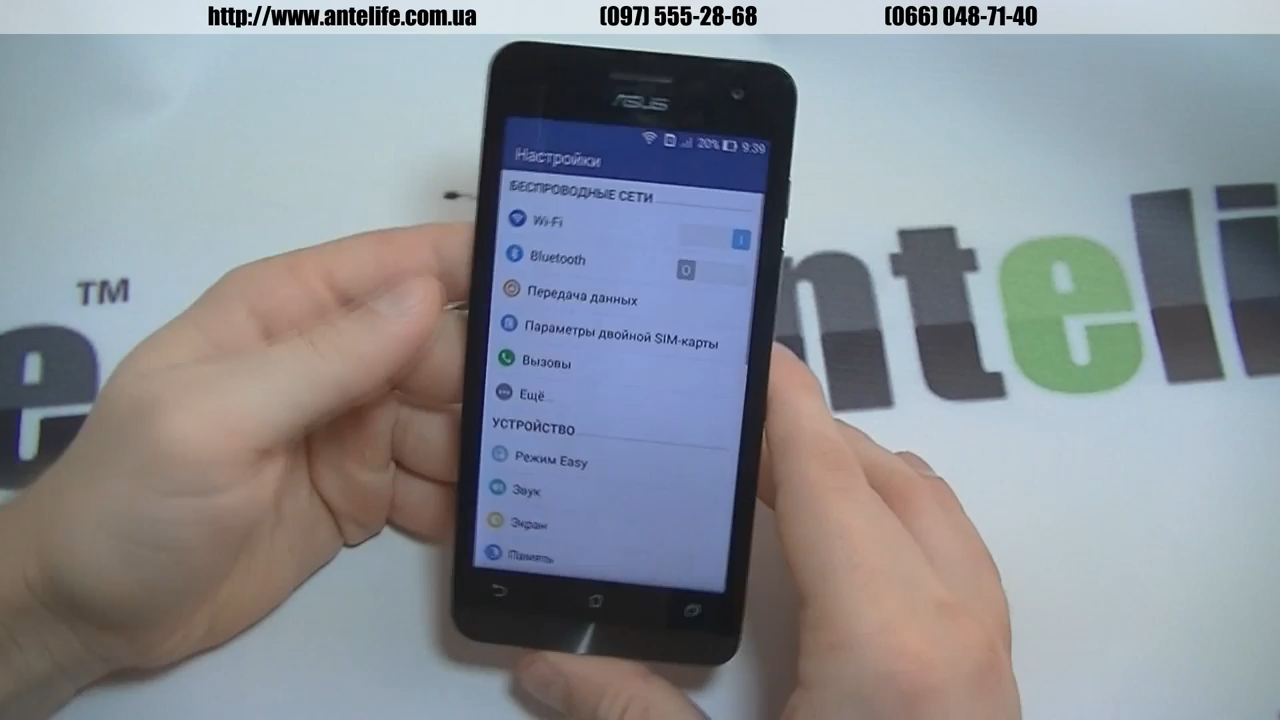 http://www.antelife.com.ua (097) 555-28-68 (066) 048-71-40
ASUS
20% 9:39
Настройки
БЕСПРОВОДНЫЕ СЕТИ
Wi-Fi
Bluetooth
Передача данных
Параметры двойной SIM-карты
Вызовы
Ещё...
УСТРОЙСТВО
Режим Easy
Звук
Экран
Память
TM
e
nteli